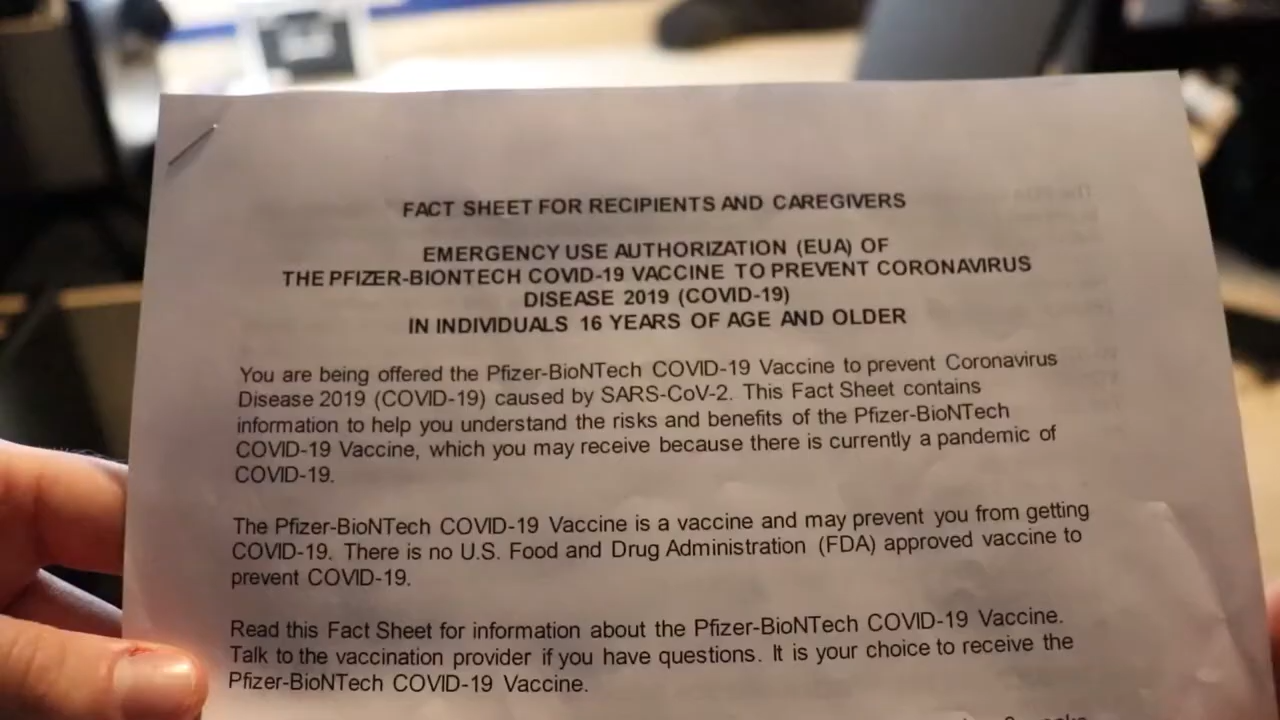 FACT SHEET FOR RECIPIENTS AND CAREGIVERS
EMERGENCY USE AUTHORIZATION (EUA) OF
THE PFIZER-BIONTECH COVID-19 VACCINE TO PREVENT CORONAVIRUS
DISEASE 2019 (COVID-19)
IN INDIVIDUALS 16 YEARS OF AGE AND OLDER
You are being offered the Pfizer-BioNTech COVID-19 Vaccine to prevent Coronavirus
Disease 2019 (COVID-19) caused by SARS-CoV-2. This Fact Sheet contains
information to help you understand the risks and benefits of the Pfizer-BioNTech
COVID-19 Vaccine, which you may receive because there is currently a pandemic of
COVID-19.
The Pfizer-BioNTech COVID-19 Vaccine is a vaccine and may prevent you from getting
COVID-19. There is no U.S. Food and Drug Administration (FDA) approved vaccine to
prevent COVID-19.
Read this Fact Sheet for information about the Pfizer-BioNTech COVID-19 Vaccine.
Talk to the vaccination provider if you have questions. It is your choice to receive the
Pfizer-BioNTech COVID-19 Vaccine.